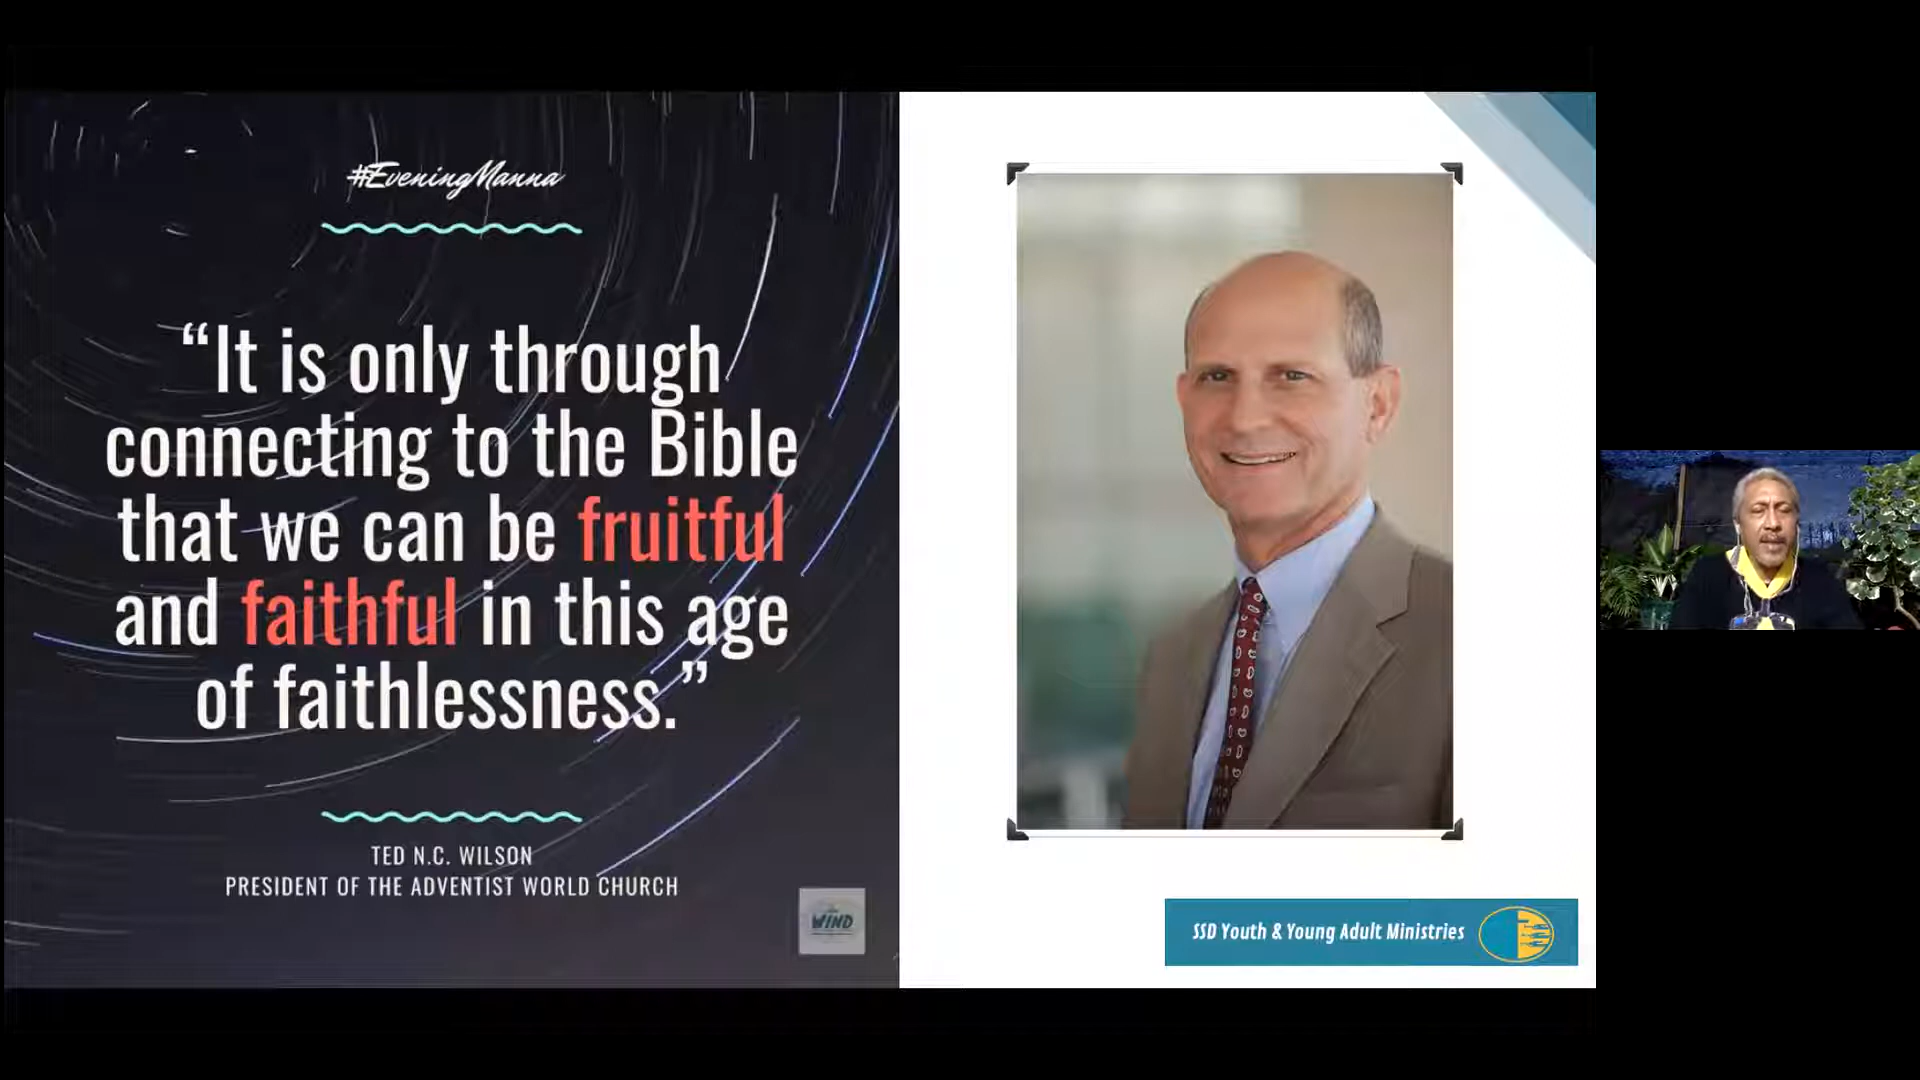 #EveningManna
“It is only through
connecting to the Bible
that we can be fruitful
and faithful in this age
of faithlessness.”
TED N.C. WILSON
PRESIDENT OF THE ADVENTIST WORLD CHURCH
WIND
SSD Youth & Young Adult Ministries